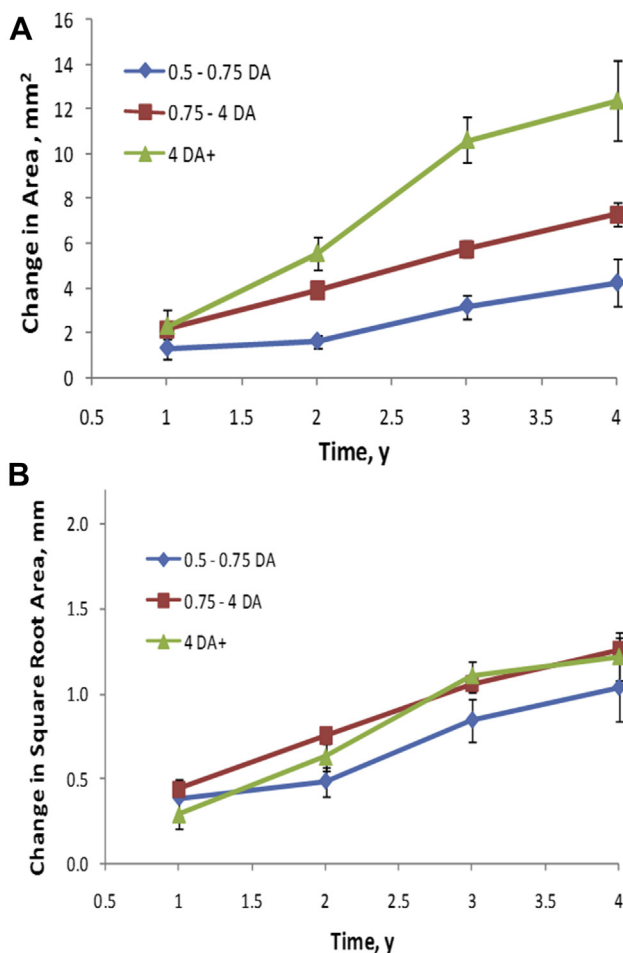 A
Change in Area , mm²
16
14
12
10
8
6
4
2
0
0.5 - 0.75 DA
0.75 - 4 DA
4 DA+
0.5 1 1.5 2 2.5 3 3.5 4
Time, y
B
Change in Square Root Area, mm
2.0
1.5
1.0
0.5
0.0
0.5 - 0.75 DA
0.75 - 4 DA
4 DA+
0.5 1 1.5 2 2.5 3 3.5 4
Time, y